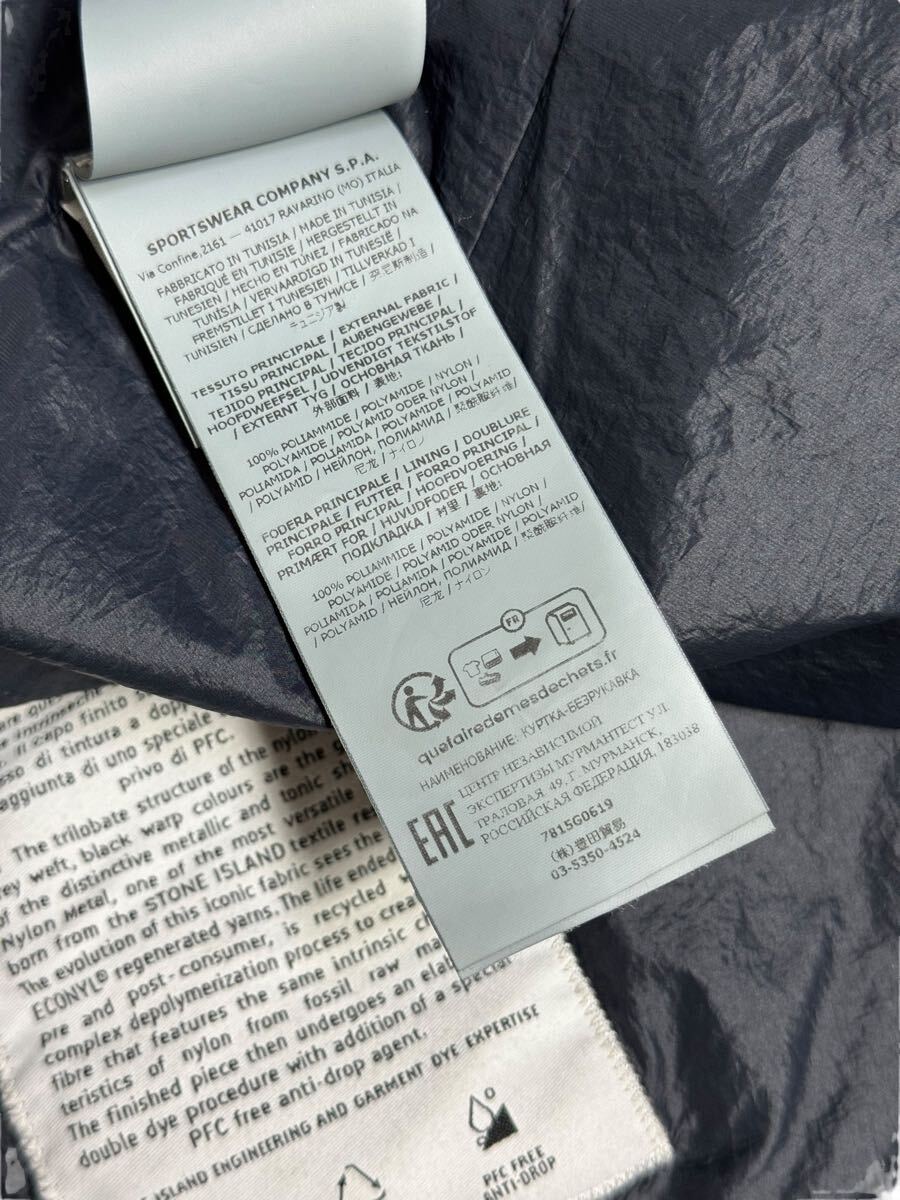 SPORTSWEAR COMPANY S.P.A.
Via Confine, 2161 — 41017 RAVARINO (MO) ITALIA
FABBRICATO IN TUNISIA / MADE IN TUNISIA /
FABRIQUÉ EN TUNISIE / HERGESTELLT IN
TUNESIEN / HECHO EN TÚNEZ / FABRICADO NA
TUNÍSIA / VERVAARDIGD IN TUNESIË /
FREMSTILLET I TUNESIEN / TILLVERKAD I
TUNISIEN / СДЕЛАНО В ТУНИСЕ / 突尼斯制造 /
チュニジア製
TESSUTO PRINCIPALE / EXTERNAL FABRIC /
TISSU PRINCIPAL / AUßENGEWEBE /
TEJIDO PRINCIPAL / TECIDO PRINCIPAL /
HOOFDWEEFSEL / UDVENDIGT TEKSTILSTOF
/ EXTERNT TYG / ОСНОВНАЯ ТКАНЬ /
外部面料 / 表地:
100% POLIAMMIDE / POLYAMIDE / NYLON /
POLYAMIDE / POLYAMID ODER NYLON /
POLIAMIDA / POLIAMIDA / POLYAMIDE / POLYAMID
/ POLYAMID / НЕЙЛОН, ПОЛИАМИД / 聚酰胺纤维/
尼龙 / ナイロン
FODERA PRINCIPALE / LINING / DOUBLURE
PRINCIPALE / FUTTER / FORRO PRINCIPAL /
FORRO PRINCIPAL / HOOFDVOERING /
PRIMÆRT FOR / HUVUDFODER / ОСНОВНАЯ
ПОДКЛАДКА / 衬里 / 裏地:
100% POLIAMMIDE / POLYAMIDE / NYLON /
POLYAMIDE / POLYAMID ODER NYLON /
POLIAMIDA / POLIAMIDA / POLYAMIDE / POLYAMID
/ POLYAMID / НЕЙЛОН, ПОЛИАМИД / 聚酰胺纤维/
尼龙 / ナイロン
FR
quefairedemesdechets.fr
НАИМЕНОВАНИЕ: КУРТКА-БЕЗРУКАВКА
EAC
ЦЕНТР НЕЗАВИСИМОЙ
ЭКСПЕРТИЗЫ МУРМАНТЕСТ УЛ.
ТРАЛОВАЯ 49, Г. МУРМАНСК,
РОССИЙСКАЯ ФЕДЕРАЦИЯ, 183038
7815G0619
(株)豊田貿易
03-5350-4524
intrinseche
Il capo finito
di tintura a dopp
aggiunta di uno speciale
privo di PFC.
The trilobate structure of the nylon
weft, black warp colours are the
of the distinctive metallic and tonic
Nylon Metal, one of the most versatile
born from the STONE ISLAND textile
The evolution of this iconic fabric sees the
ECONYL® regenerated yarns. The life ended
pre and post-consumer, is recycled
complex depolymerization process to
fibre that features the same intrinsic
teristics of nylon from fossil raw
The finished piece then undergoes an
double dye procedure with addition of a special
PFC free anti-drop agent.
ISLAND ENGINEERING AND GARMENT DYE EXPERTISE
PFC FREE
ANTI-DROP